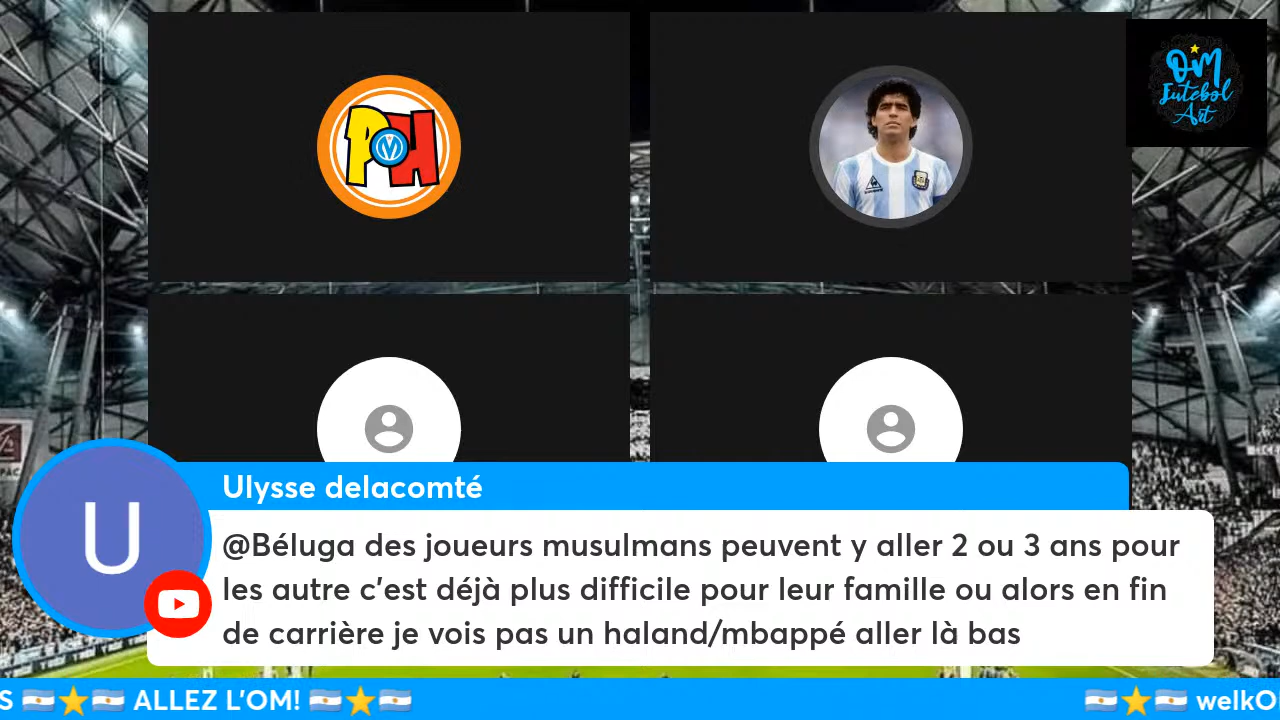 PH
OM
Futebol
Art
PAC
U
Ulysse delacomté
@Béluga des joueurs musulmans peuvent y aller 2 ou 3 ans pour
les autre c'est déjà plus difficile pour leur famille ou alors en fin
de carrière je vois pas un haland/mbappé aller là bas
S 🇦🇷⭐🇦🇷 ALLEZ L'OM! 🇦🇷⭐🇦🇷 🇦🇷⭐🇦🇷 welkO